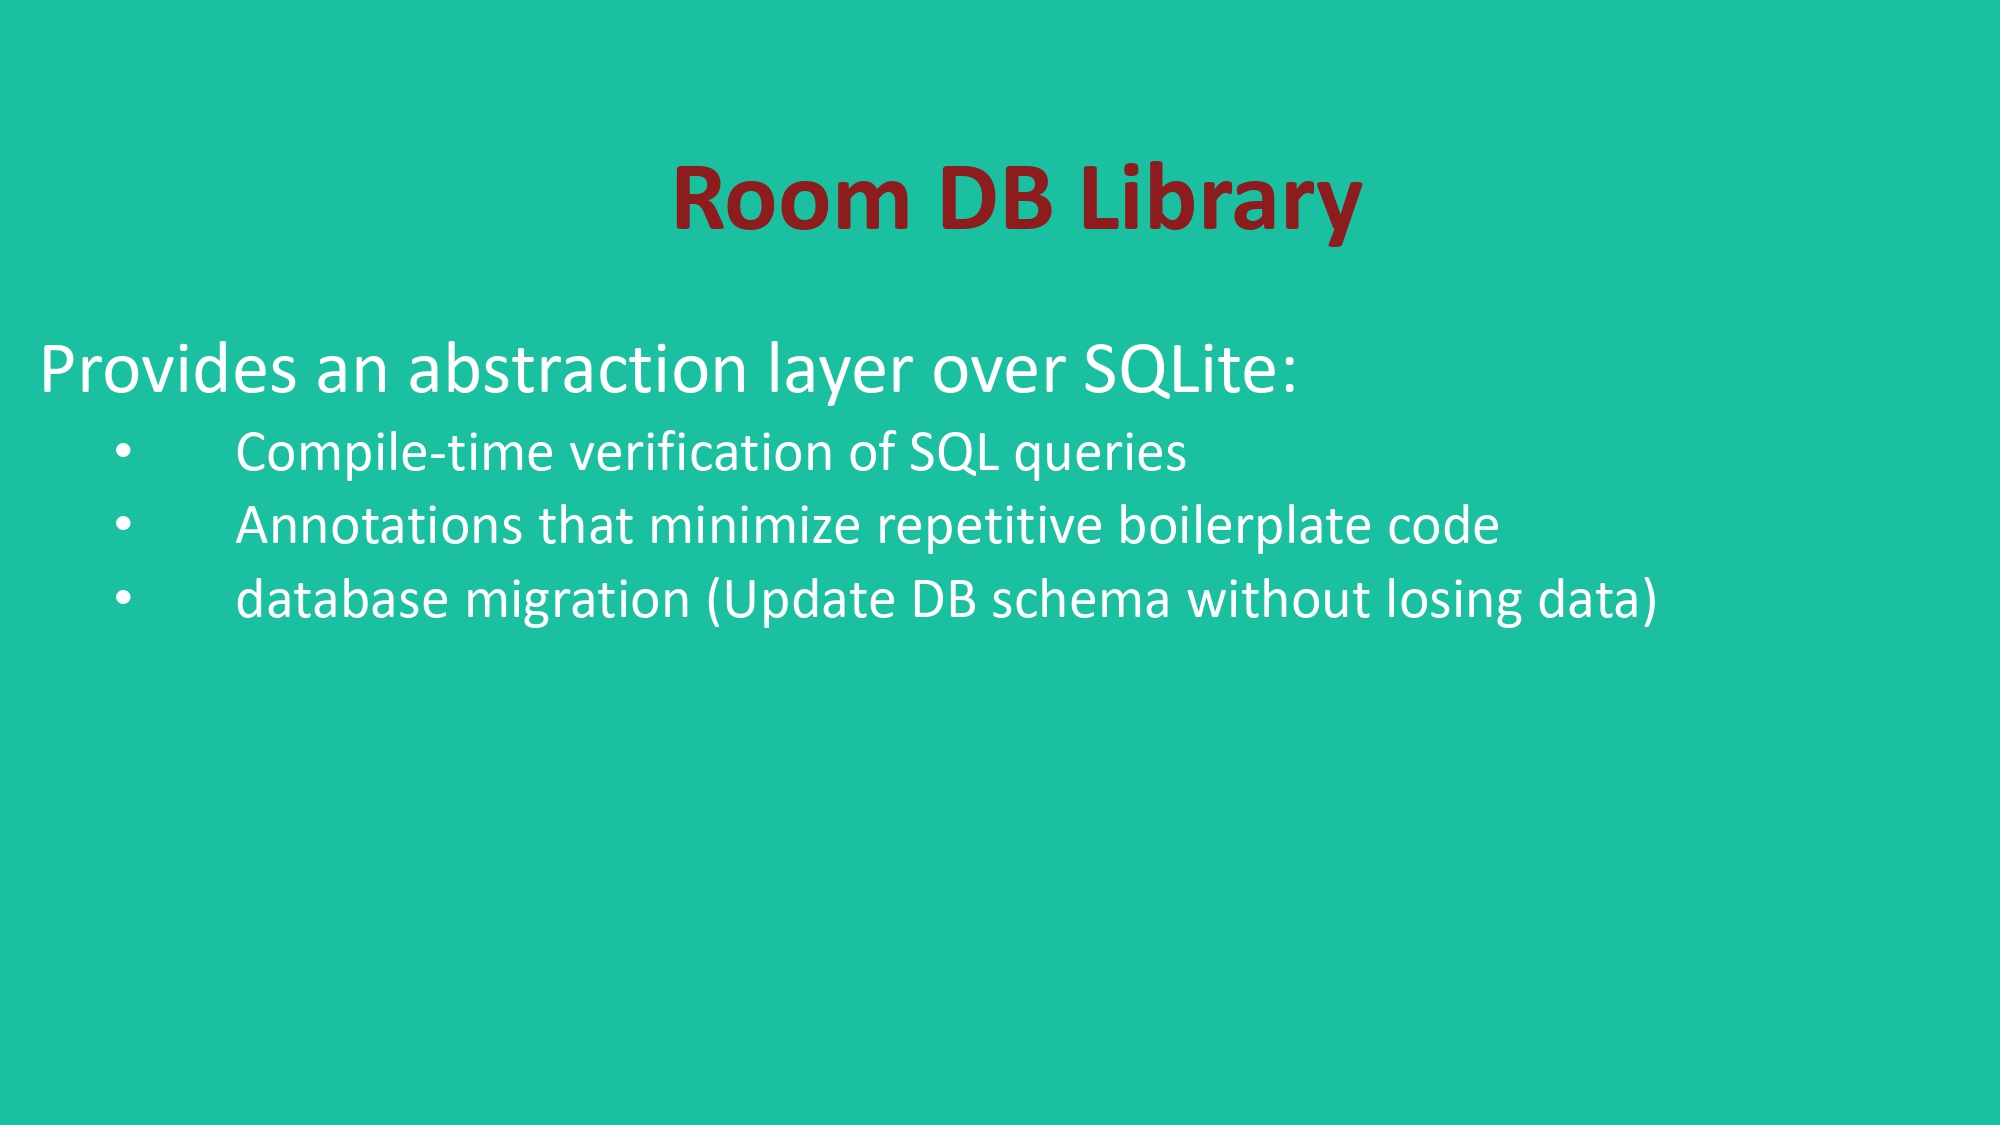 Room DB Library
Provides an abstraction layer over SQLite:
• Compile-time verification of SQL queries
• Annotations that minimize repetitive boilerplate code
• database migration (Update DB schema without losing data)